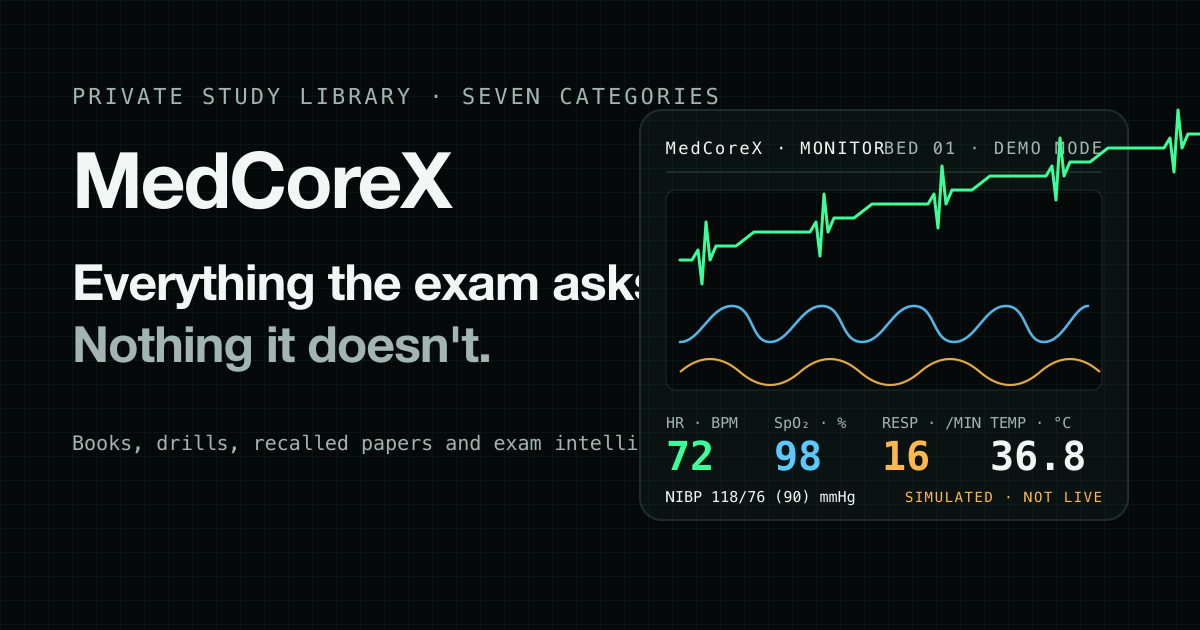 PRIVATE STUDY LIBRARY · SEVEN CATEGORIES
MedCoreX
Everything the exam asks
Nothing it doesn't.
Books, drills, recalled papers and exam intelli
MedCoreX · MONITOR
BED 01 · DEMO MODE
HR · BPM
SpO₂ · %
RESP · /MIN
TEMP · °C
72
98
16
36.8
NIBP 118/76 (90) mmHg
SIMULATED · NOT LIVE